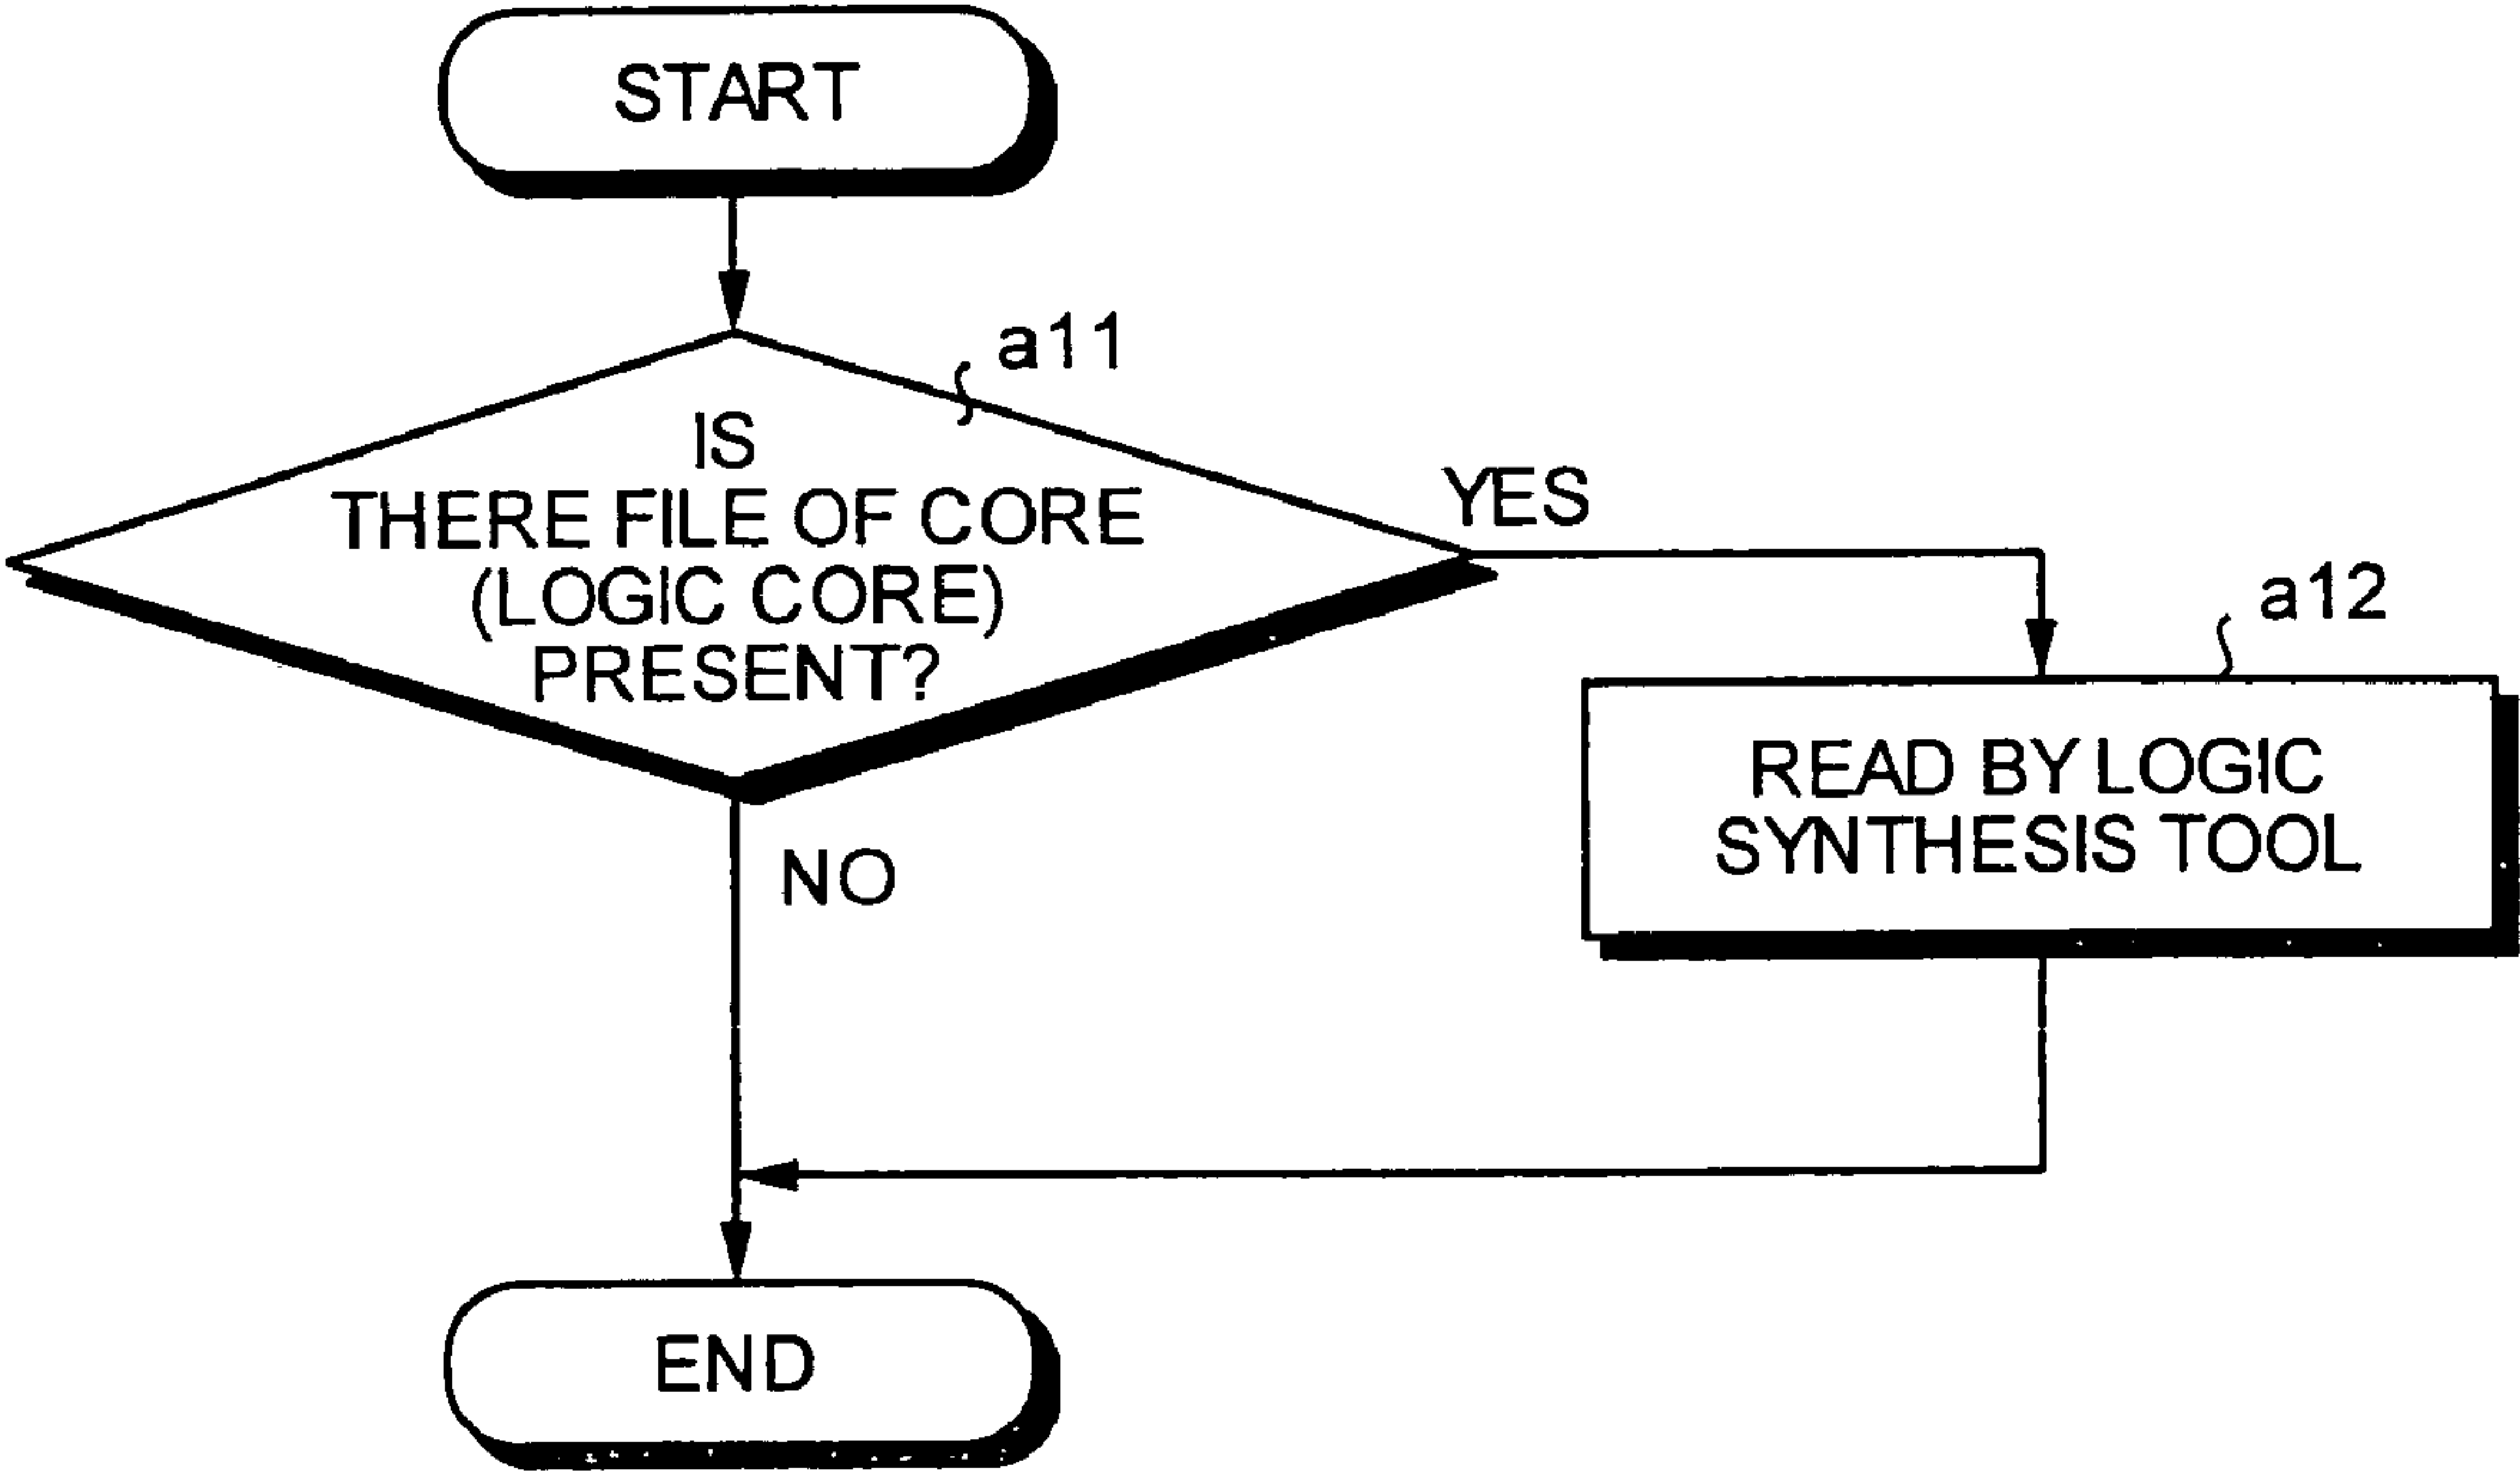 START
a11
IS
THERE FILE OF CORE
(LOGIC CORE)
PRESENT?
YES
a12
READ BY LOGIC
SYNTHESIS TOOL
NO
END